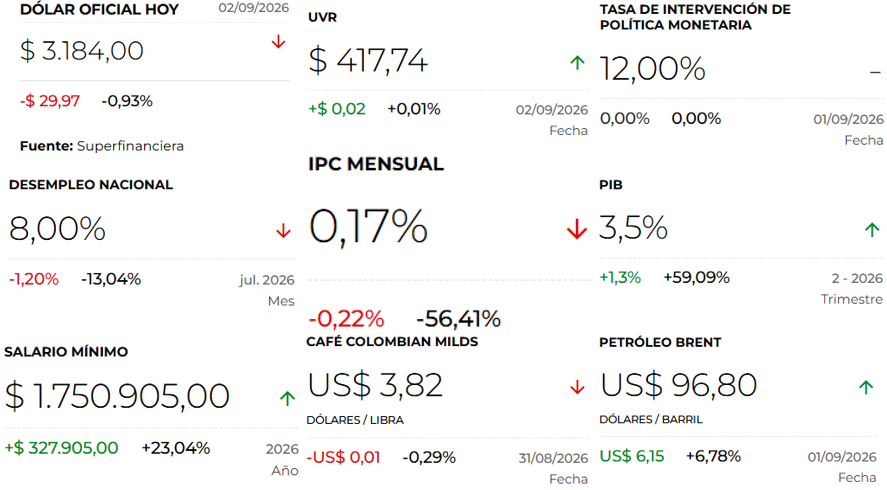 DÓLAR OFICIAL HOY 02/09/2026
$ 3.184,00
-$ 29,97 -0,93%
Fuente: Superfinanciera
UVR
$ 417,74
+$ 0,02 +0,01% 02/09/2026
Fecha
TASA DE INTERVENCIÓN DE
POLÍTICA MONETARIA
12,00% –
0,00% 0,00% 01/09/2026
Fecha
DESEMPLEO NACIONAL
8,00%
-1,20% -13,04% jul. 2026
Mes
IPC MENSUAL
0,17%
-0,22% -56,41%
PIB
3,5%
+1,3% +59,09% 2 - 2026
Trimestre
SALARIO MÍNIMO
$ 1.750.905,00
+$ 327.905,00 +23,04% 2026
Año
CAFÉ COLOMBIAN MILDS
US$ 3,82
DÓLARES / LIBRA
-US$ 0,01 -0,29% 31/08/2026
Fecha
PETRÓLEO BRENT
US$ 96,80
DÓLARES / BARRIL
US$ 6,15 +6,78% 01/09/2026
Fecha